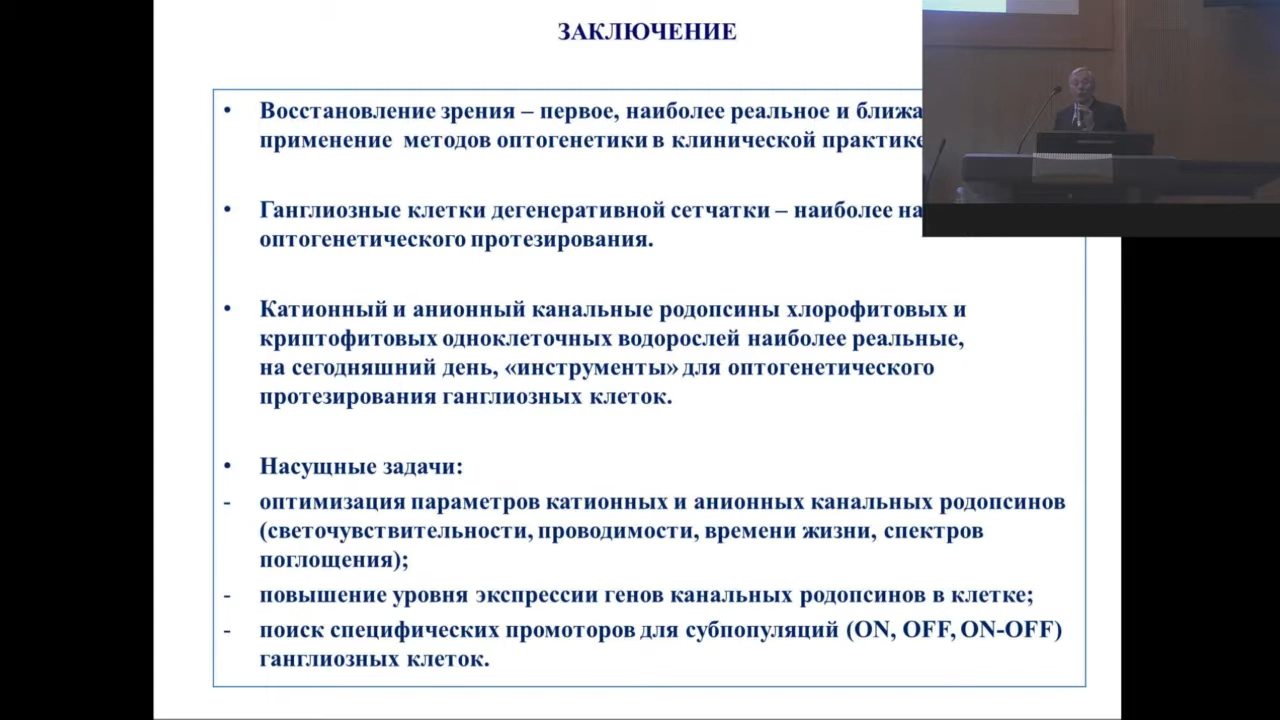 ЗАКЛЮЧЕНИЕ
• Восстановление зрения – первое, наиболее реальное и
применение методов оптогенетики в клинической
• Ганглиозные клетки дегенеративной сетчатки – наиболее
оптогенетического протезирования.
• Катионный и анионный канальные родопсины хлорофитовых и
криптофитовых одноклеточных водорослей наиболее реальные,
на сегодняшний день, «инструменты» для оптогенетического
протезирования ганглиозных клеток.
• Насущные задачи:
- оптимизация параметров катионных и анионных канальных родопсинов
(светочувствительности, проводимости, времени жизни, спектров
поглощения);
- повышение уровня экспрессии генов канальных родопсинов в клетке;
- поиск специфических промоторов для субпопуляций (ON, OFF, ON-OFF)
ганглиозных клеток.